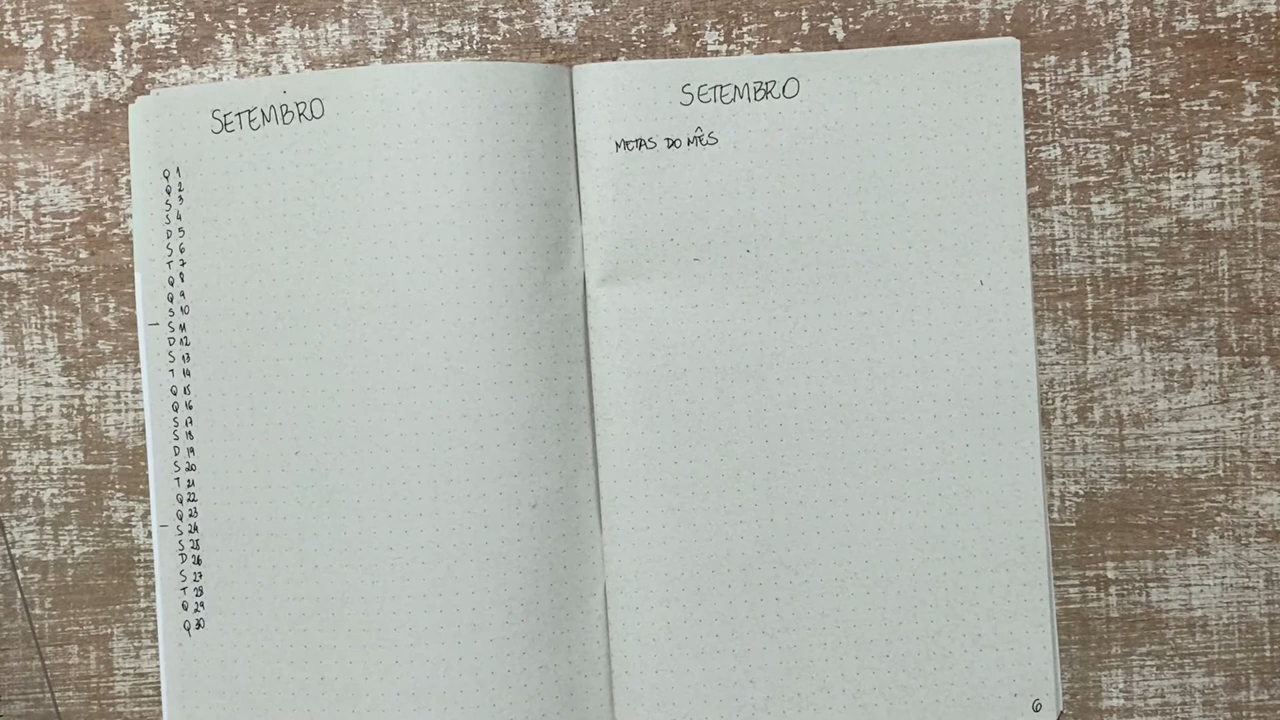 SETEMBRO
Q 1
Q 2
S 3
S 4
D 5
S 6
T 7
Q 8
Q 9
S 10
S 11
D 12
S 13
T 14
Q 15
Q 16
S 17
S 18
D 19
S 20
T 21
Q 22
Q 23
S 24
S 25
D 26
S 27
T 28
Q 29
Q 30
SETEMBRO
METAS DO MÊS
6